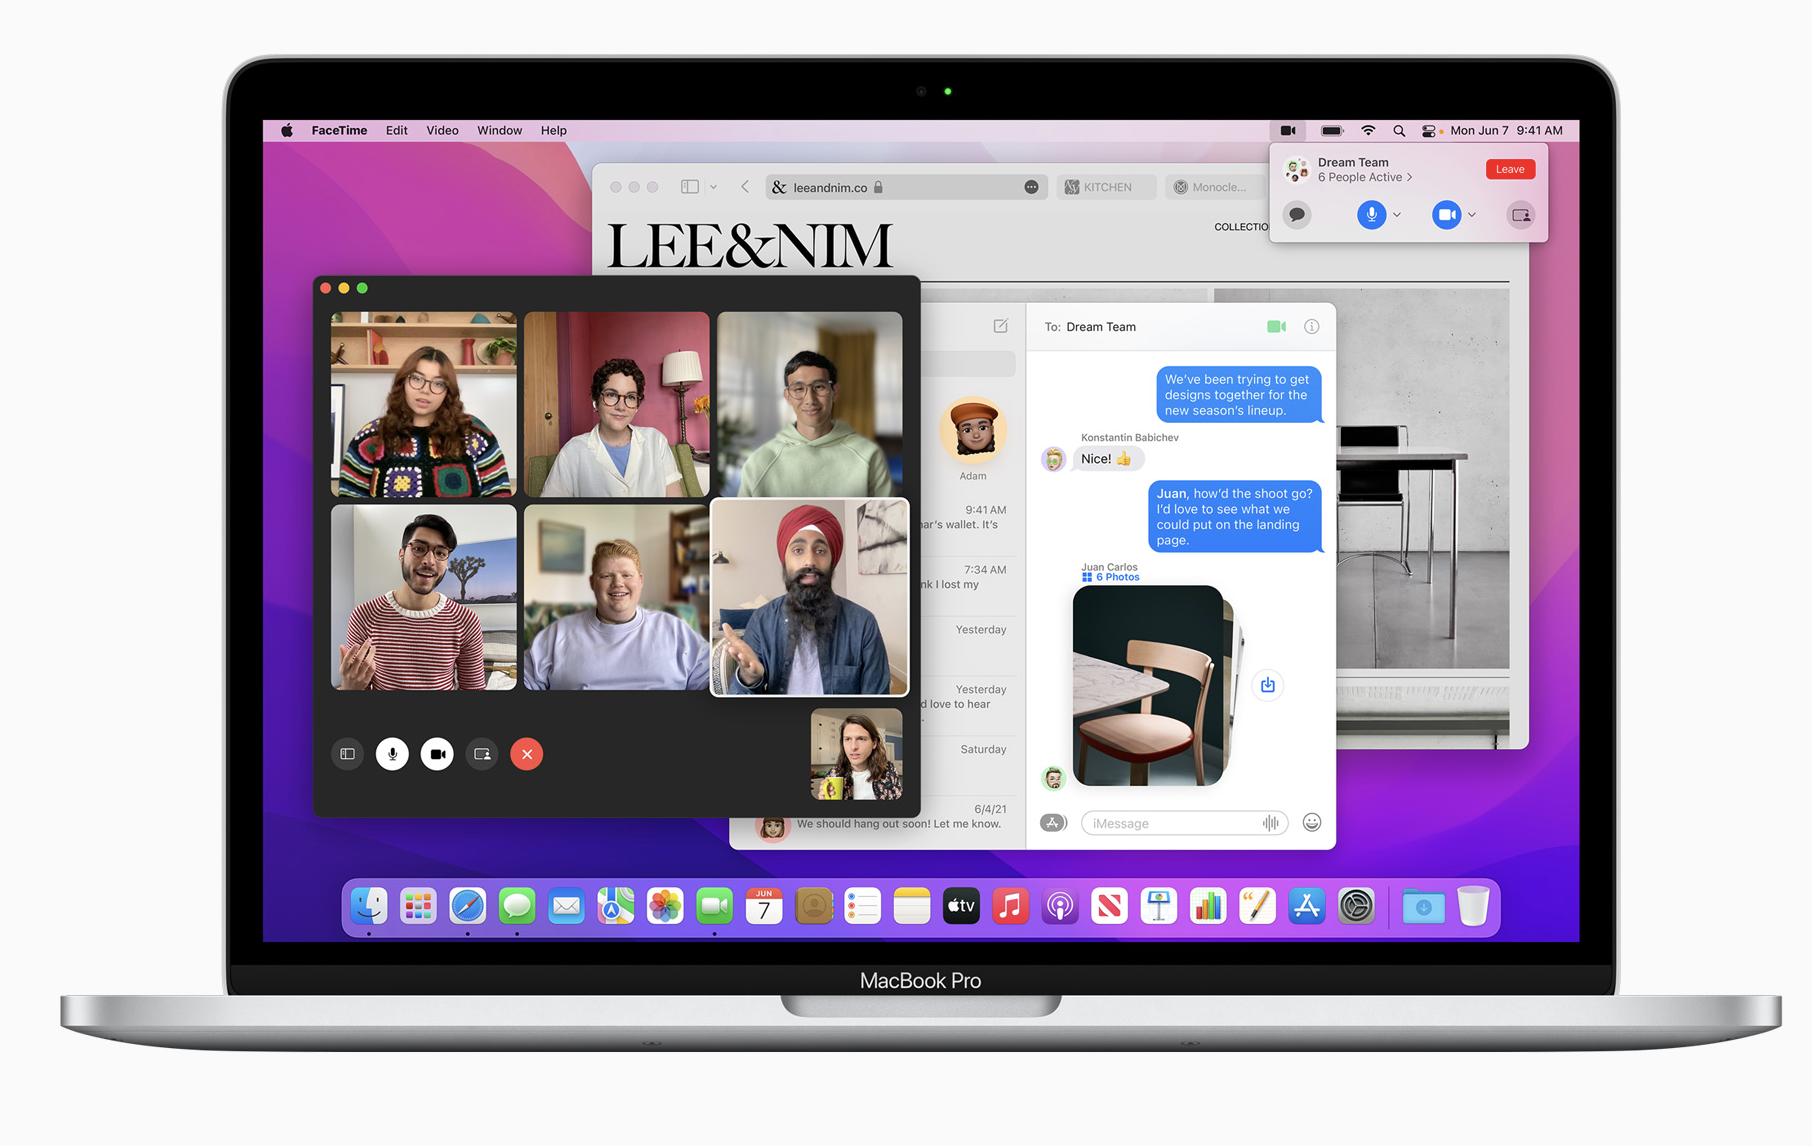 FaceTime Edit Video Window Help
Mon Jun 7 9:41 AM
Dream Team
6 People Active >
Leave
leeandnim.co
KITCHEN
Monocle...
LEE&NIM
COLLECTIO
To: Dream Team
We've been trying to get
designs together for the
new season's lineup.
Konstantin Babichev
Nice! 👍
Juan, how'd the shoot go?
I'd love to see what we
could put on the landing
page.
Juan Carlos
6 Photos
iMessage
Adam
9:41 AM
ar's wallet. It's
7:34 AM
nk I lost my
Yesterday
Yesterday
d love to hear
.
Saturday
6/4/21
We should hang out soon! Let me know.
JUN
7
tv
MacBook Pro